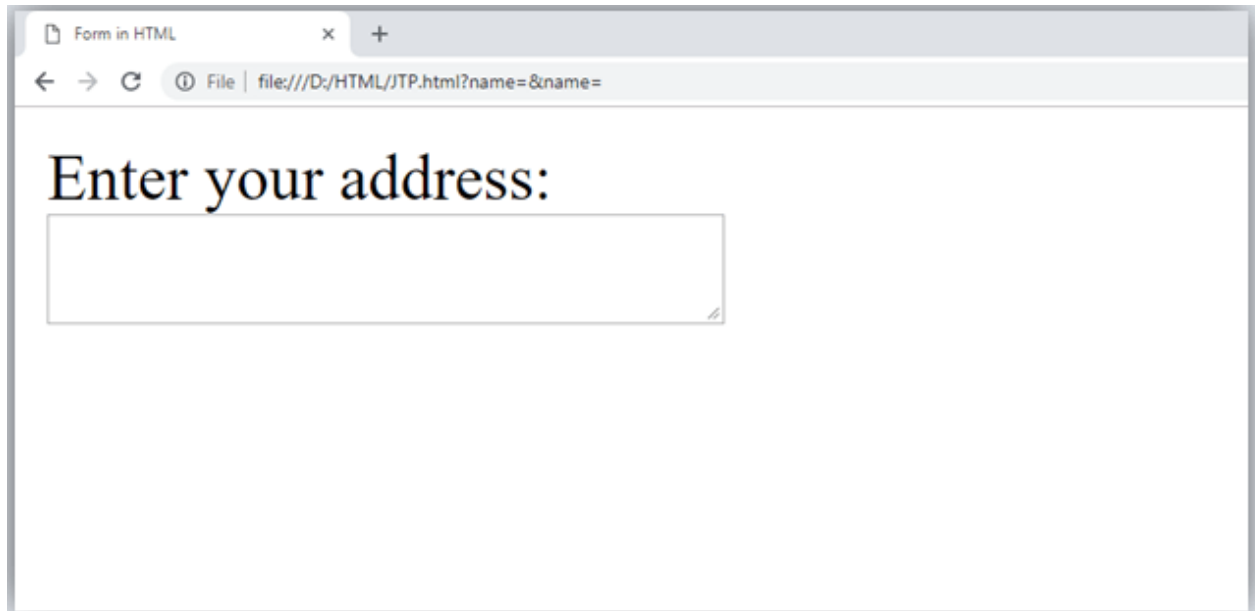 Form in HTML
File | file:///D:/HTML/JTP.html?name=&name=
Enter your address: